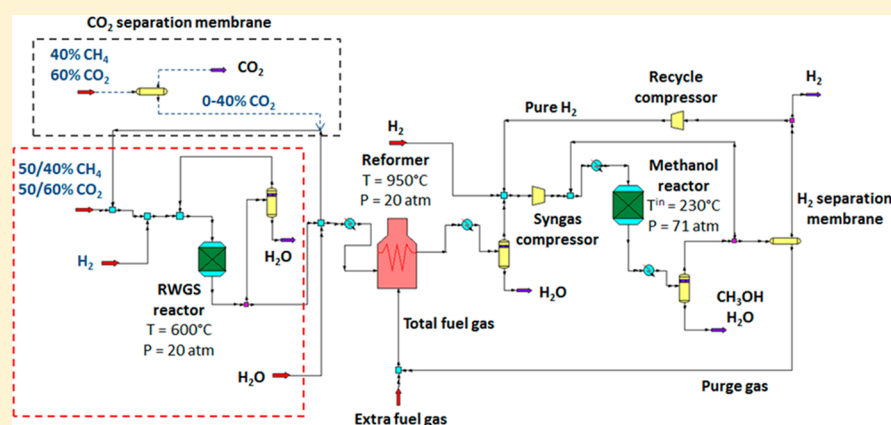 CO₂ separation membrane
40% CH₄
60% CO₂
CO₂
0-40% CO₂
50/40% CH₄
50/60% CO₂
H₂
H₂O
RWGS
reactor
T = 600°C
P = 20 atm
H₂O
H₂
Reformer
T = 950°C
P = 20 atm
Total fuel gas
Extra fuel gas
Pure H₂
Recycle
compressor
H₂
Syngas
compressor
H₂O
Methanol
reactor
Tⁱⁿ = 230°C
P = 71 atm
H₂ separation
membrane
CH₃OH
H₂O
Purge gas